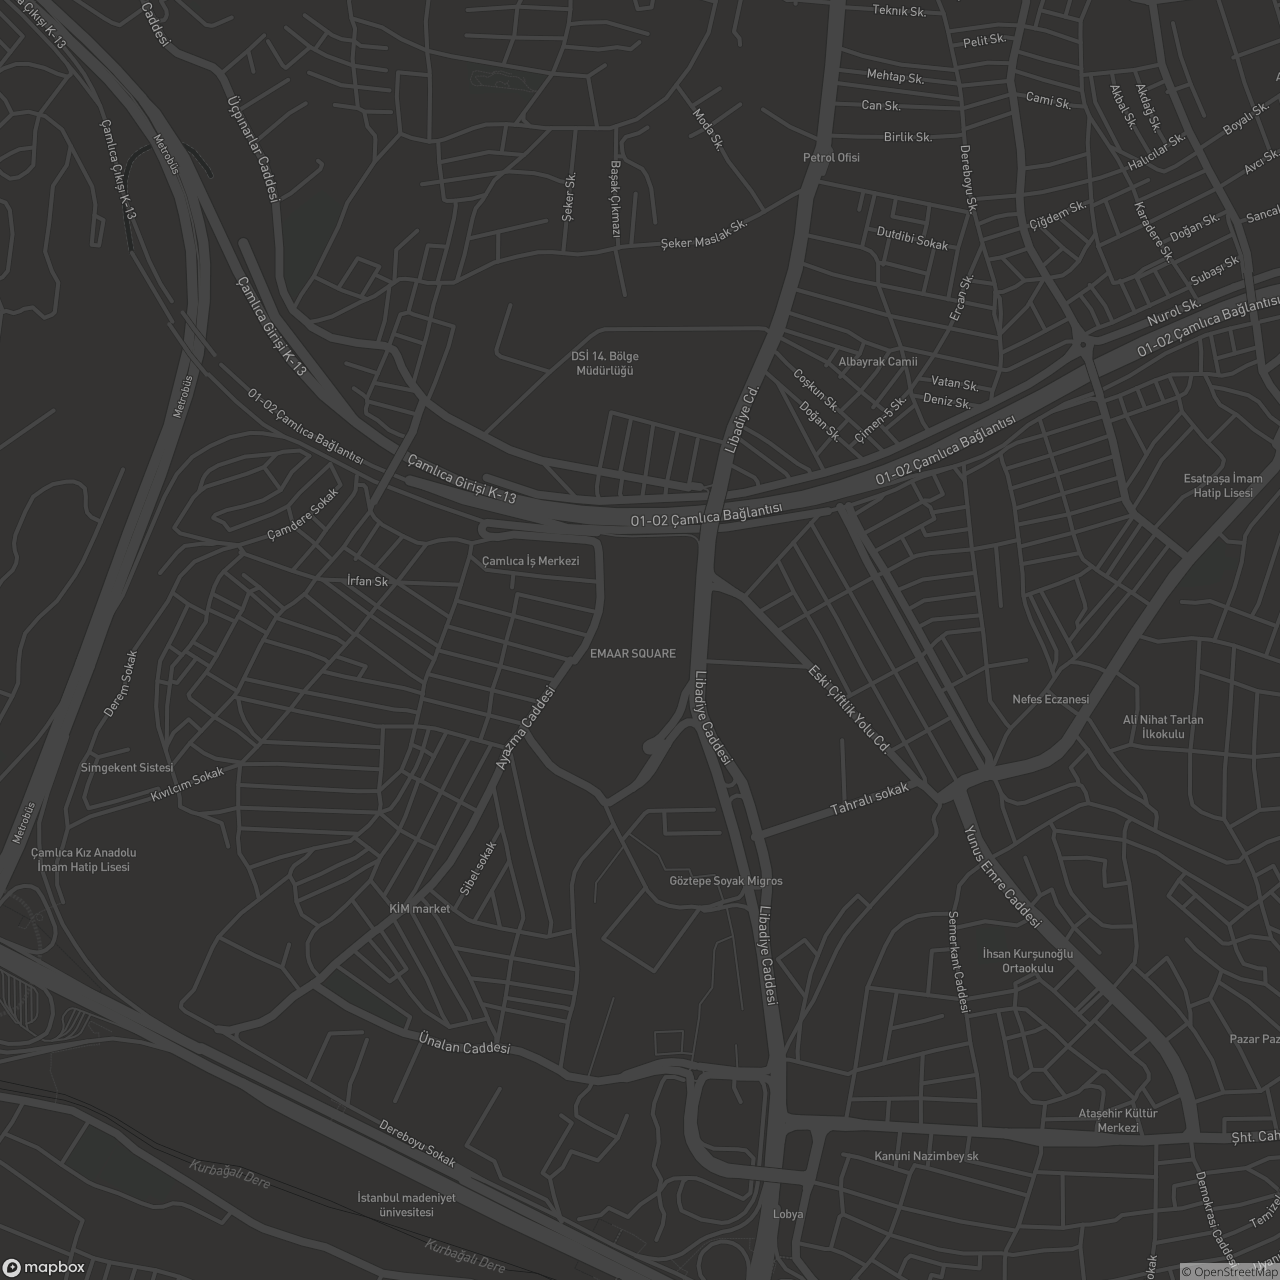 a Çıkışı K-13
Caddesi
Teknık Sk.
Pelit Sk.
Mehtap Sk.
Cami Sk.
Can Sk.
Akbal Sk.
Akdağ Sk.
Boyalı Sk.
Üçpınarlar Caddesi
Moda Sk.
Birlik Sk.
Çamlıca Çıkışı K-13
Metrobüs
Petrol Ofisi
Halıcılar Sk.
Avcı Sk.
Dereboyu Sk.
Şeker Sk.
Başak Çıkmazı
Çiğdem Sk.
Karadere Sk.
Doğan Sk.
Sancak
Şeker Maslak Sk.
Dutdibi Sokak
Subaşı Sk
Ercan Sk.
Nurol Sk.
Çamlıca Girişi K-13
O1-O2 Çamlıca Bağlantısı
DSİ 14. Bölge
Müdürlüğü
Albayrak Camii
Metrobüs
Coşkun Sk.
Vatan Sk.
Deniz Sk.
Doğan Sk.
Çimen-5 Sk.
Libadiye Cd.
O1-O2 Çamlıca Bağlantısı
Çamlıca Girişi K-13
O1-O2 Çamlıca Bağlantısı
Esatpaşa İmam
Hatip Lisesi
Çamdere Sokak
O1-O2 Çamlıca Bağlantısı
Çamlıca İş Merkezi
İrfan Sk
EMAAR SQUARE
Derem Sokak
Libadiye Caddesi
Eski Çiftlik Yolu Cd.
Nefes Eczanesi
Ali Nihat Tarlan
İlkokulu
Ayazma Caddesi
Simgekent Sistesi
Kıvılcım Sokak
Tahralı sokak
Metrobüs
Çamlıca Kız Anadolu
İmam Hatip Lisesi
Sibel sokak
Göztepe Soyak Migros
Yunus Emre Caddesi
KİM market
Libadiye Caddesi
Semerkant Caddesi
İhsan Kurşunoğlu
Ortaokulu
Ünalan Caddesi
Pazar Paz
Dereboyu Sokak
Ataşehir Kültür
Merkezi
Şht. Cah
Kurbağalı Dere
Kanuni Nazimbey sk
İstanbul madeniyet
ünivesitesi
Lobya
Demokrasi Caddesi
Temizel
Kurbağalı Dere
sokak
mapbox
© OpenStreetMap